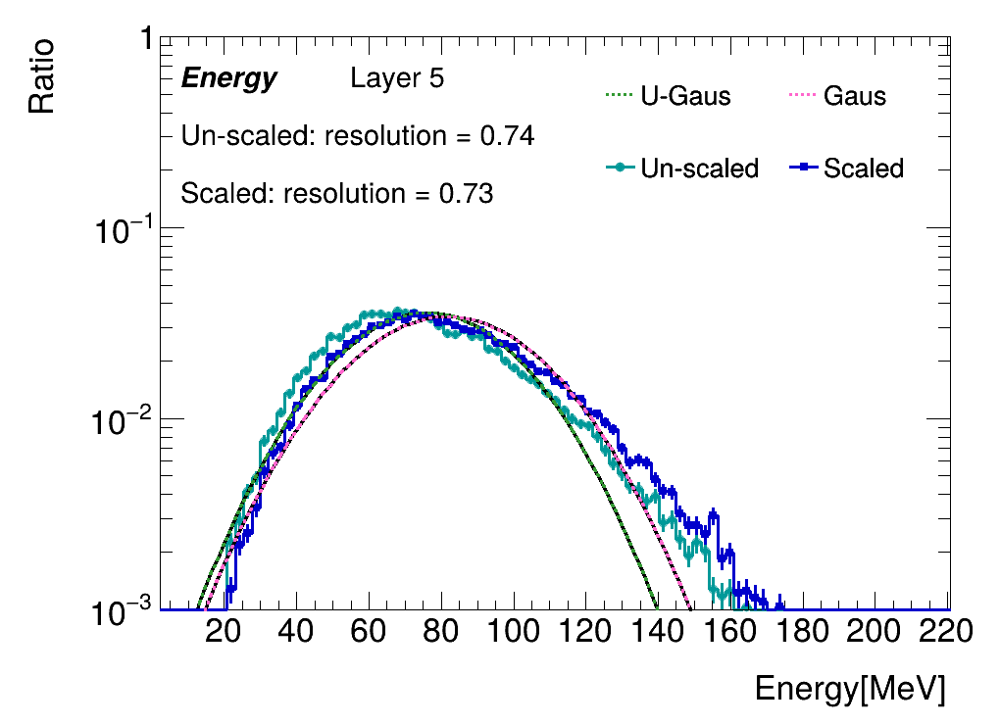 Ratio
Energy Layer 5
Un-scaled: resolution = 0.74
Scaled: resolution = 0.73
U-Gaus Gaus
Un-scaled Scaled
1
10⁻¹
10⁻²
10⁻³
20 40 60 80 100 120 140 160 180 200 220
Energy[MeV]